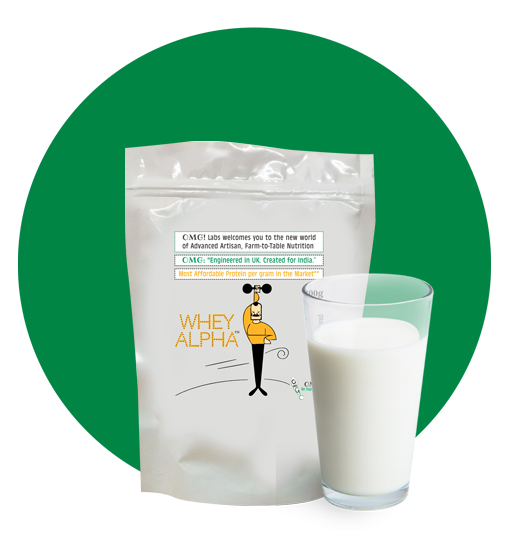 OMG! Labs welcomes you to the new world
of Advanced Artisan, Farm-to-Table Nutrition
OMG: "Engineered in UK. Created for India."
Most Affordable Protein per gram in the Market**
WHEY
ALPHA™